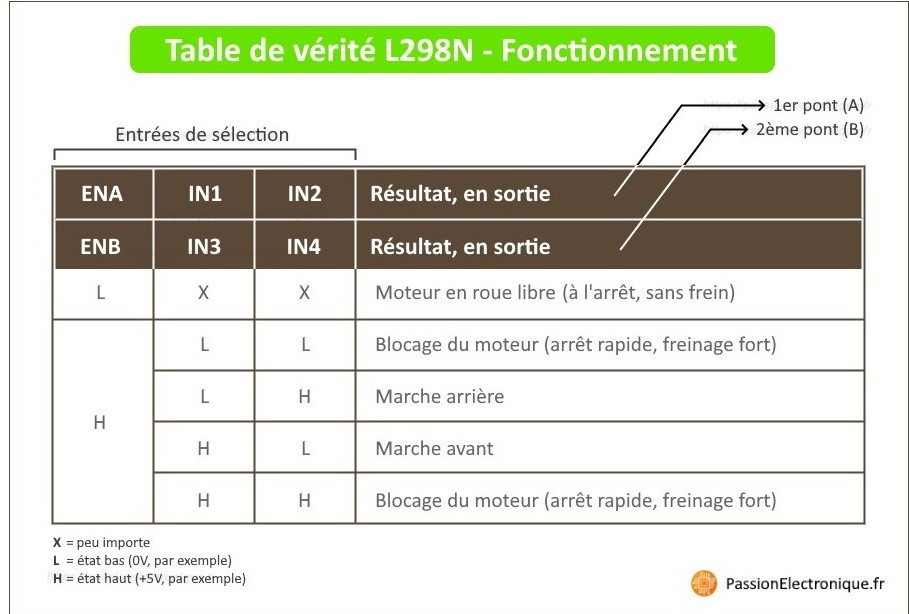 Table de vérité L298N - Fonctionnement
1er pont (A)
2ème pont (B)
Entrées de sélection
ENA IN1 IN2 Résultat, en sortie
ENB IN3 IN4 Résultat, en sortie
L X X Moteur en roue libre (à l'arrêt, sans frein)
L L Blocage du moteur (arrêt rapide, freinage fort)
L H Marche arrière
H
H L Marche avant
H H Blocage du moteur (arrêt rapide, freinage fort)
X = peu importe
L = état bas (0V, par exemple)
H = état haut (+5V, par exemple)
PassionElectronique.fr